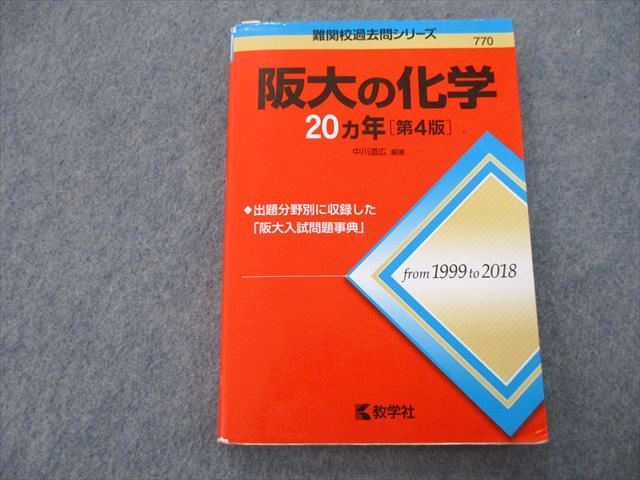 難関校過去問シリーズ
770
阪大の化学
20ヵ年［第4版］
中川道広 編著
◆出題分野別に収録した
「阪大入試問題事典」
from 1999 to 2018
教学社